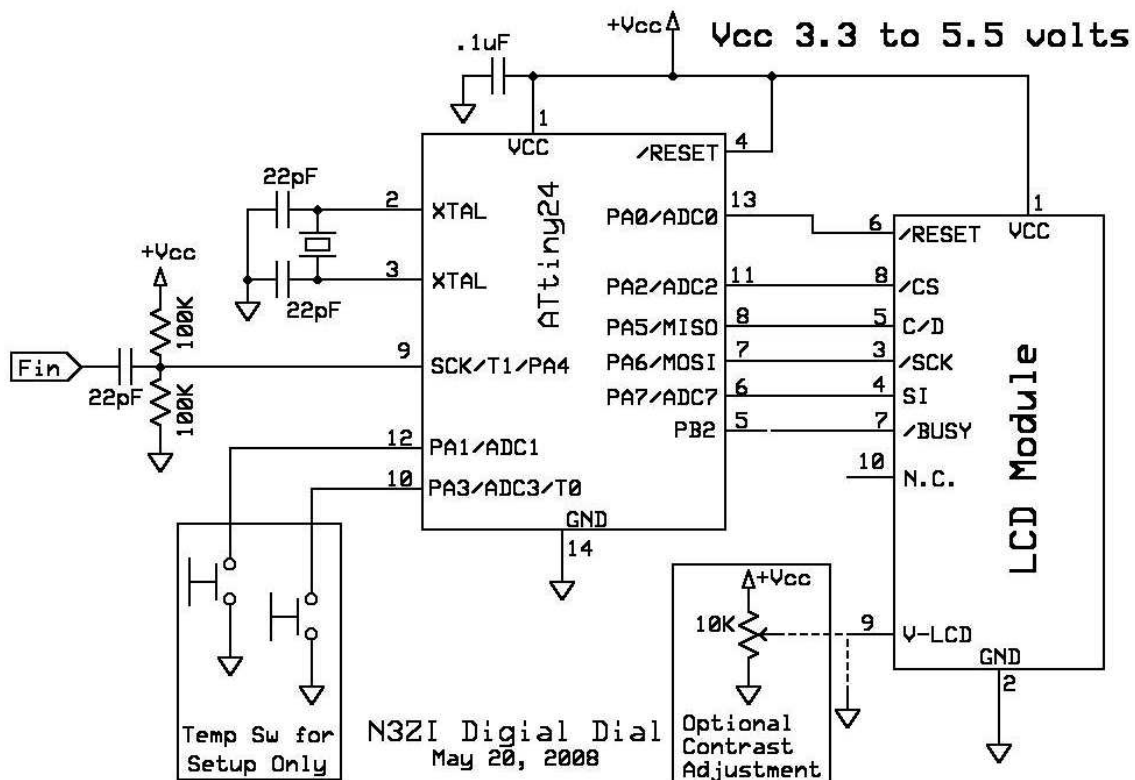 +Vcc
Vcc 3.3 to 5.5 volts
.1uF
1
VCC
4
/RESET
22pF
2
XTAL
13
PA0/ADC0
1
VCC
6
/RESET
+Vcc
3
XTAL
22pF
ATtiny24
11
PA2/ADC2
8
/CS
100K
PA5/MISO
8
5
C/D
Fin
22pF
9
SCK/T1/PA4
PA6/MOSI
7
3
/SCK
100K
PA7/ADC7
6
4
SI
PB2
5
7
/BUSY
12
PA1/ADC1
10
N.C.
10
PA3/ADC3/T0
LCD Module
GND
14
+Vcc
10K
9
V-LCD
GND
2
Temp Sw for
Setup Only
N3ZI Digial Dial
May 20, 2008
Optional
Contrast
Adjustment